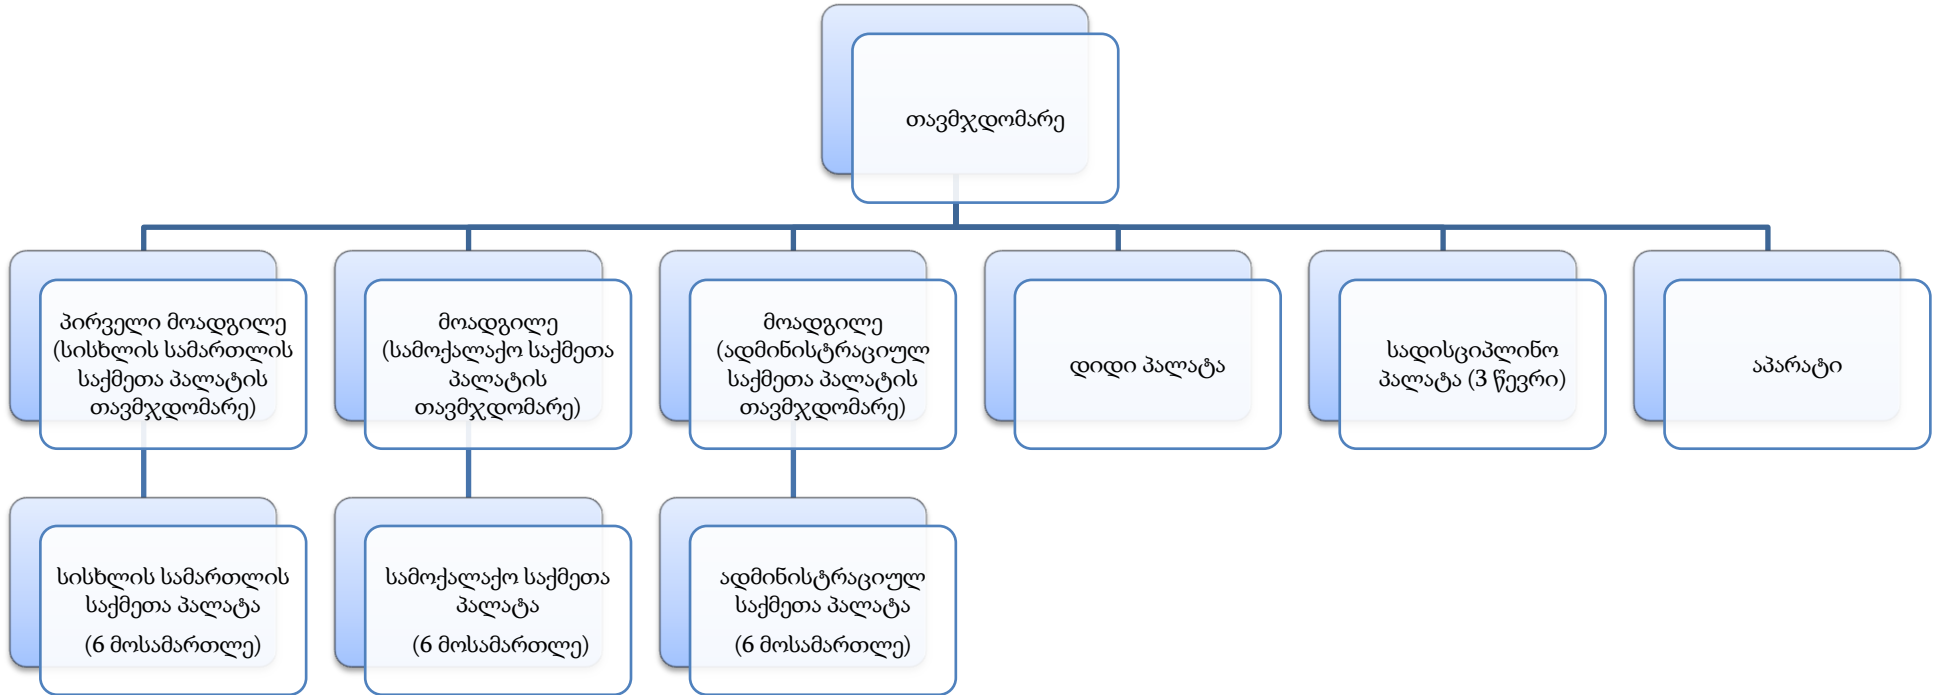 თავმჯდომარე
პირველი მოადგილე
(სისხლის სამართლის
საქმეთა პალატის
თავმჯდომარე)
მოადგილე
(სამოქალაქო საქმეთა
პალატის
თავმჯდომარე)
მოადგილე
(ადმინისტრაციულ
საქმეთა პალატის
თავმჯდომარე)
დიდი პალატა
სადისციპლინო
პალატა (3 წევრი)
აპარატი
სისხლის სამართლის
საქმეთა პალატა
(6 მოსამართლე)
სამოქალაქო საქმეთა
პალატა
(6 მოსამართლე)
ადმინისტრაციულ
საქმეთა პალატა
(6 მოსამართლე)